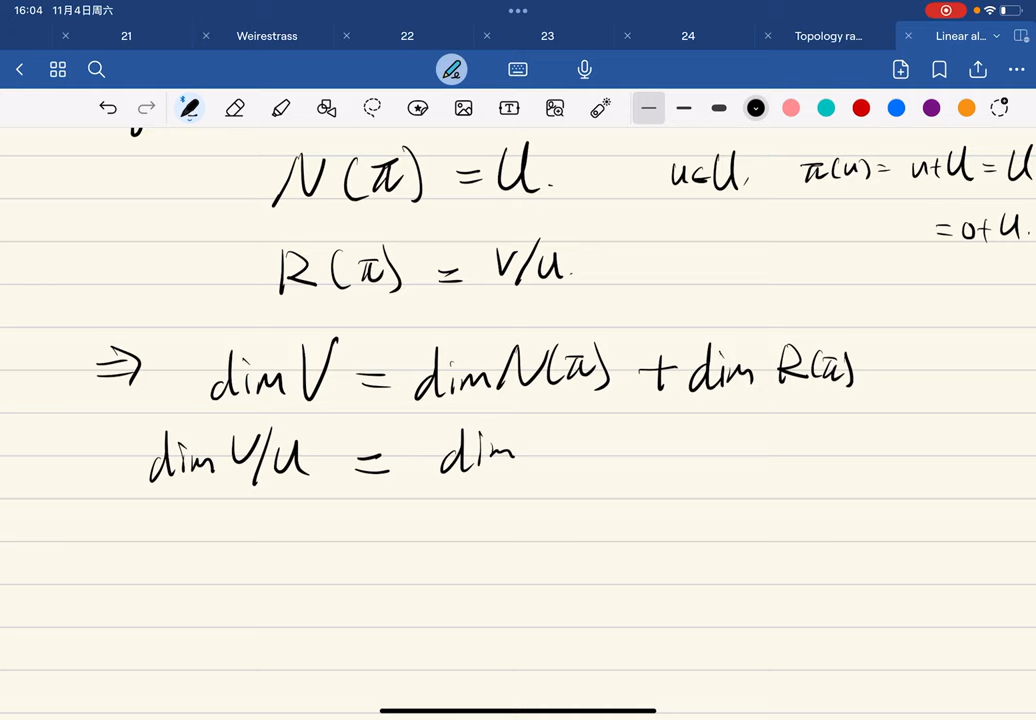 16:04 11月4日周六
21 Weirestrass 22 23 24 Topology ra... Linear al...
N(π) = U. u∈U, π(u) = u+U = U
= 0+U.
R(π) = V/U.
⇒ dim V = dim N(π) + dim R(π)
dim V/U = dim